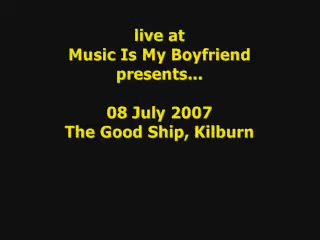 live at
Music Is My Boyfriend
presents...
08 July 2007
The Good Ship, Kilburn